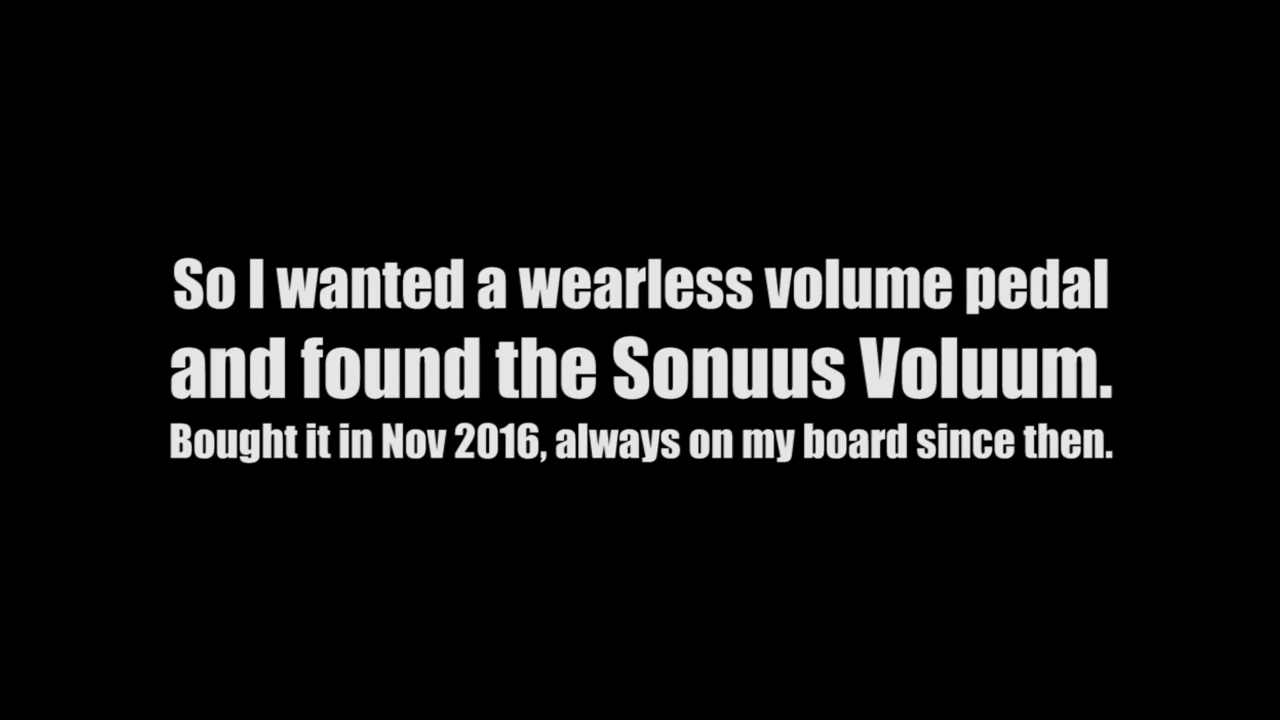 So I wanted a wearless volume pedal
and found the Sonuus Voluum.
Bought it in Nov 2016, always on my board since then.